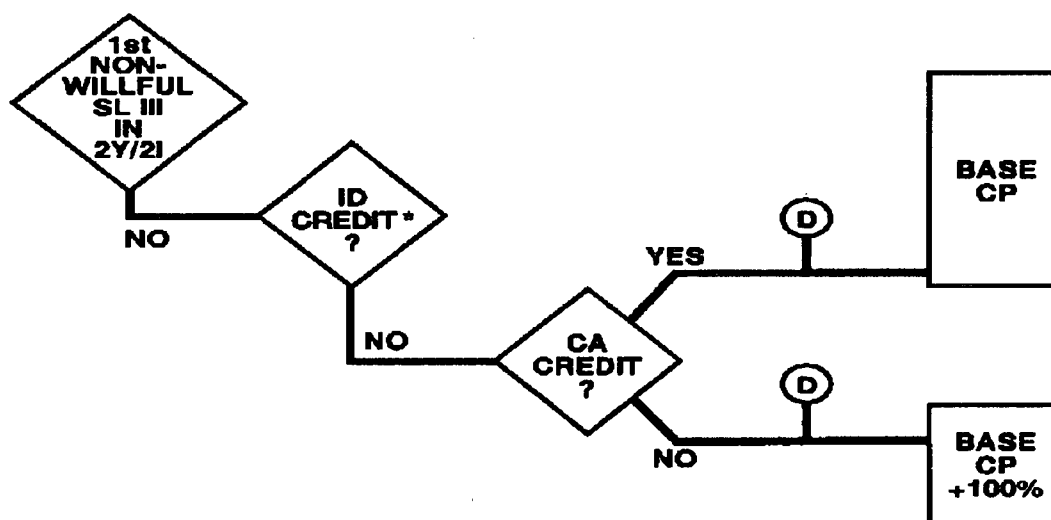 1st
NON-
WILLFUL
SL III
IN
2Y/2I
NO
ID
CREDIT*
?
NO
CA
CREDIT
?
YES
D
BASE
CP
NO
D
BASE
CP
+100%